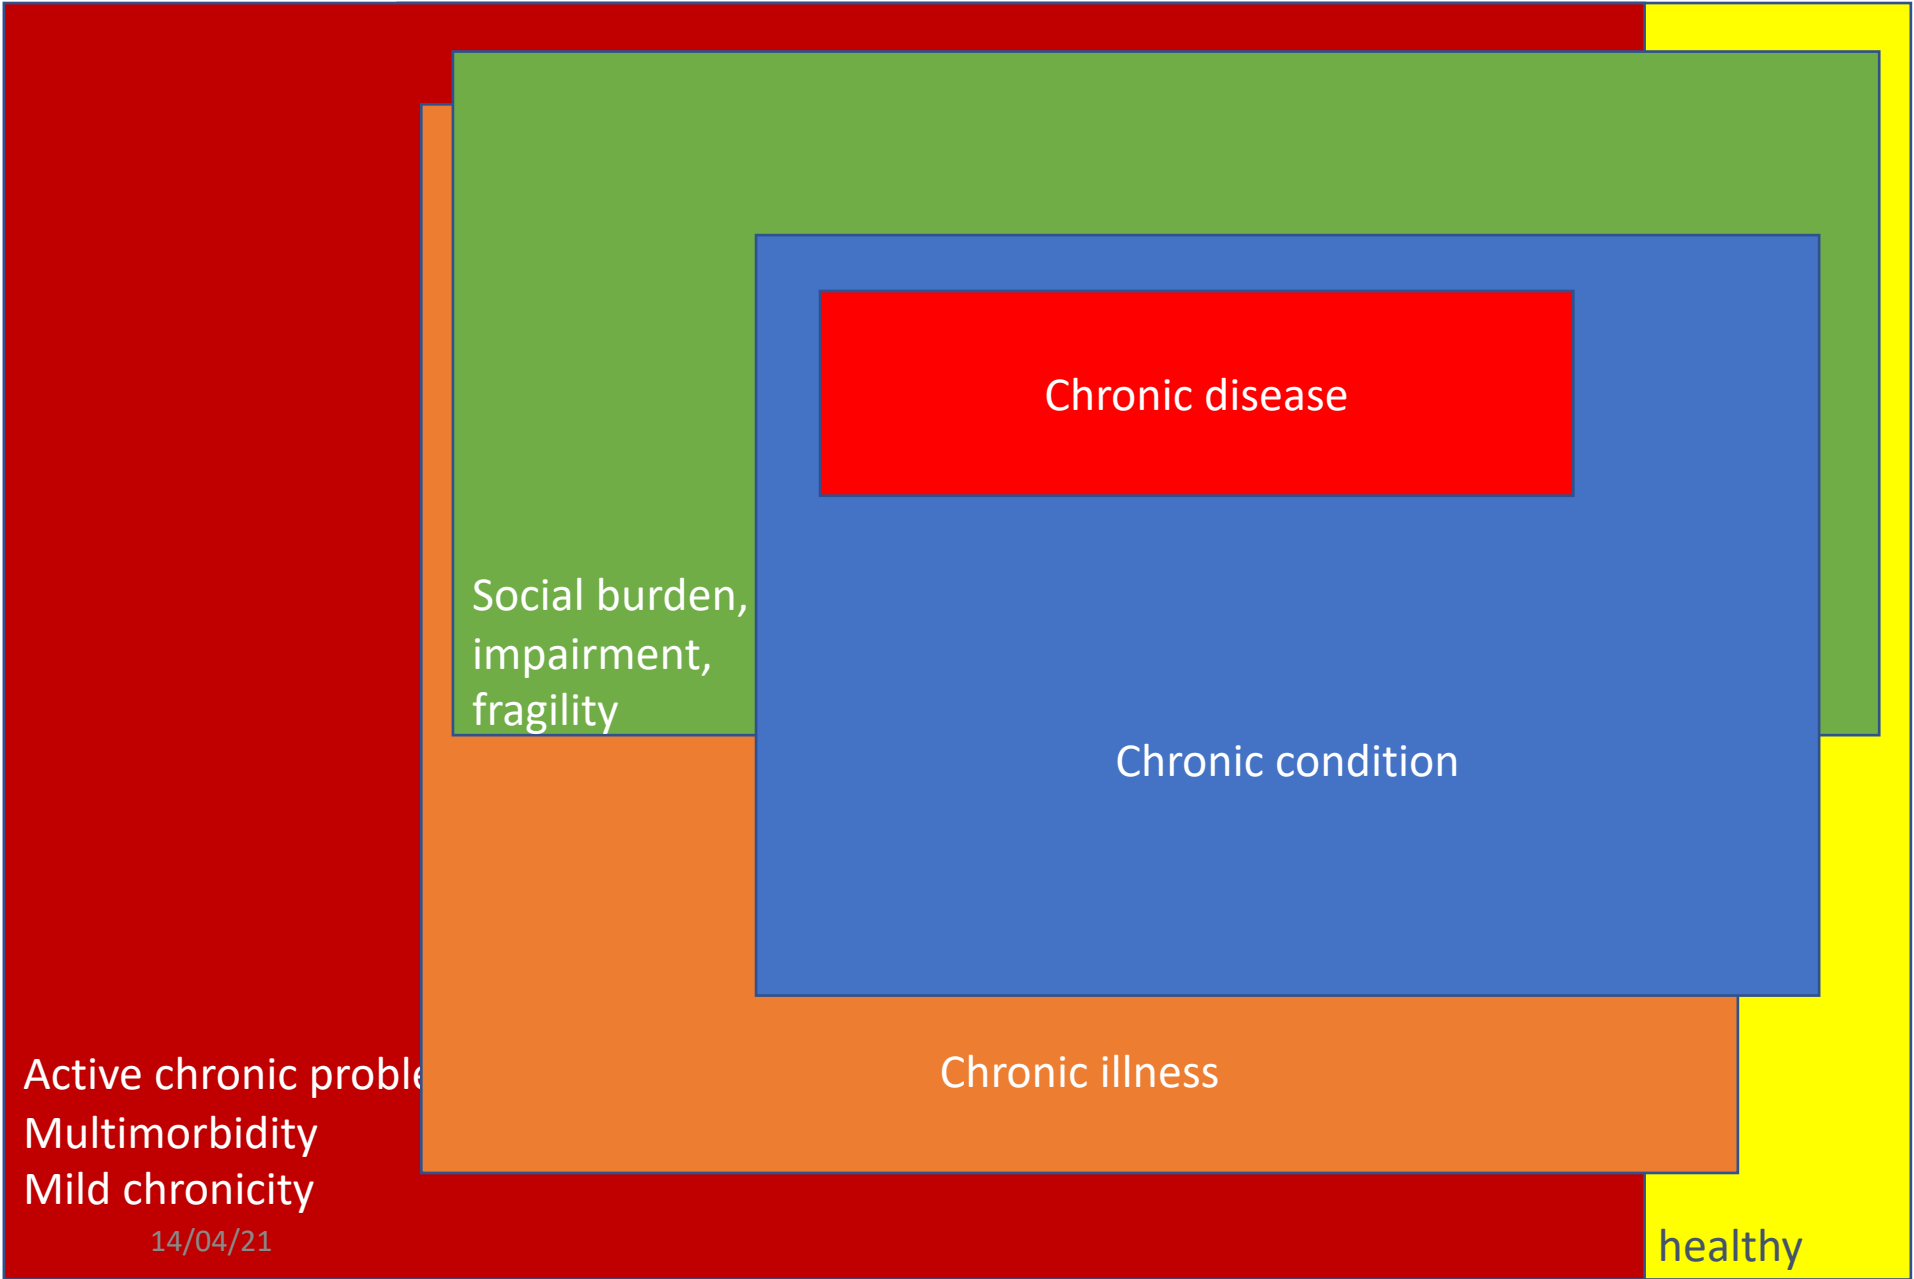 Chronic disease
Social burden,
impairment,
fragility
Chronic condition
Chronic illness
Active chronic proble
Multimorbidity
Mild chronicity
14/04/21
healthy